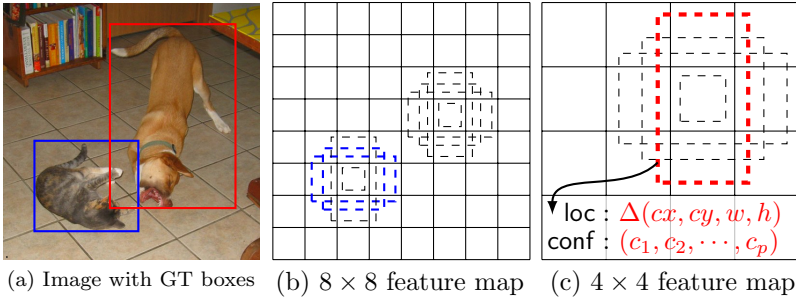 loc : Δ(cx, cy, w, h)
conf : (c₁, c₂, ⋯, cₚ)
(a) Image with GT boxes
(b) 8 × 8 feature map
(c) 4 × 4 feature map